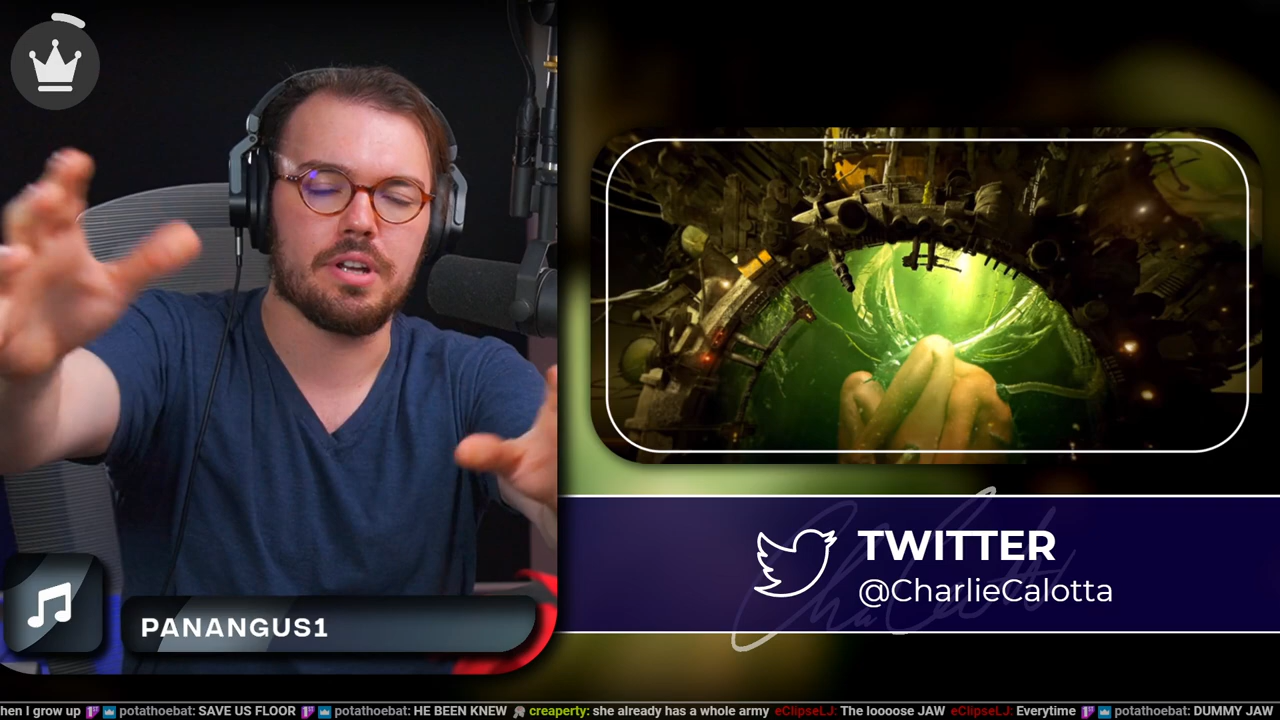 PANANGUS1
TWITTER
@CharlieCalotta
hen I grow up potathoebat: SAVE US FLOOR potathoebat: HE BEEN KNEW creaperty: she already has a whole army eClipseLJ: The loooose JAW eClipseLJ: Everytime potathoebat: DUMMY JAW